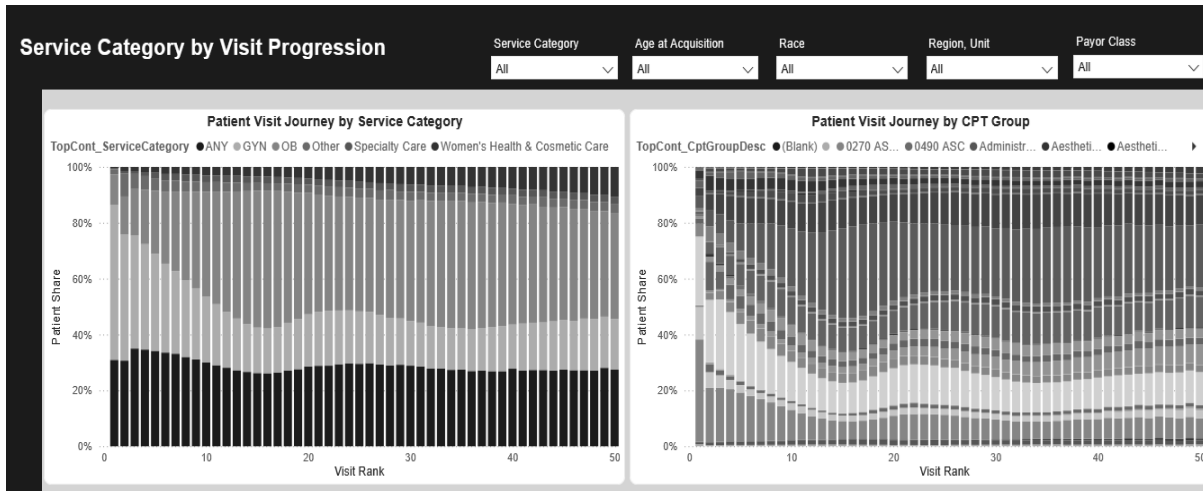 Service Category by Visit Progression
Service Category
All
Age at Acquisition
All
Race
All
Region, Unit
All
Payor Class
All
Patient Visit Journey by Service Category
TopCont_ServiceCategory ANY GYN OB Other Specialty Care Women's Health & Cosmetic Care
100%
80%
60%
40%
20%
0%
Patient Share
0 10 20 30 40 50
Visit Rank
Patient Visit Journey by CPT Group
TopCont_CptGroupDesc (Blank) 0270 AS... 0490 ASC Administr... Aestheti... Aestheti...
100%
80%
60%
40%
20%
0%
Patient Share
0 10 20 30 40 50
Visit Rank